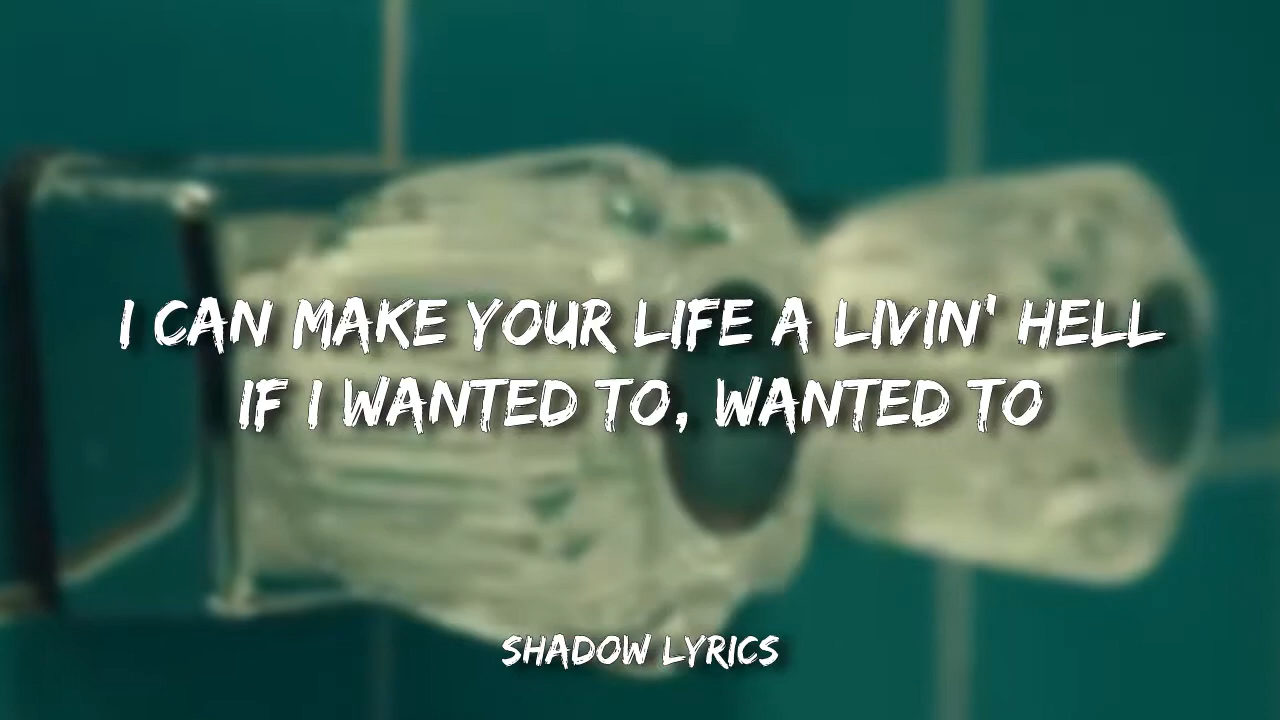 I CAN MAKE YOUR LIFE A LIVIN' HELL
IF I WANTED TO, WANTED TO
SHADOW LYRICS